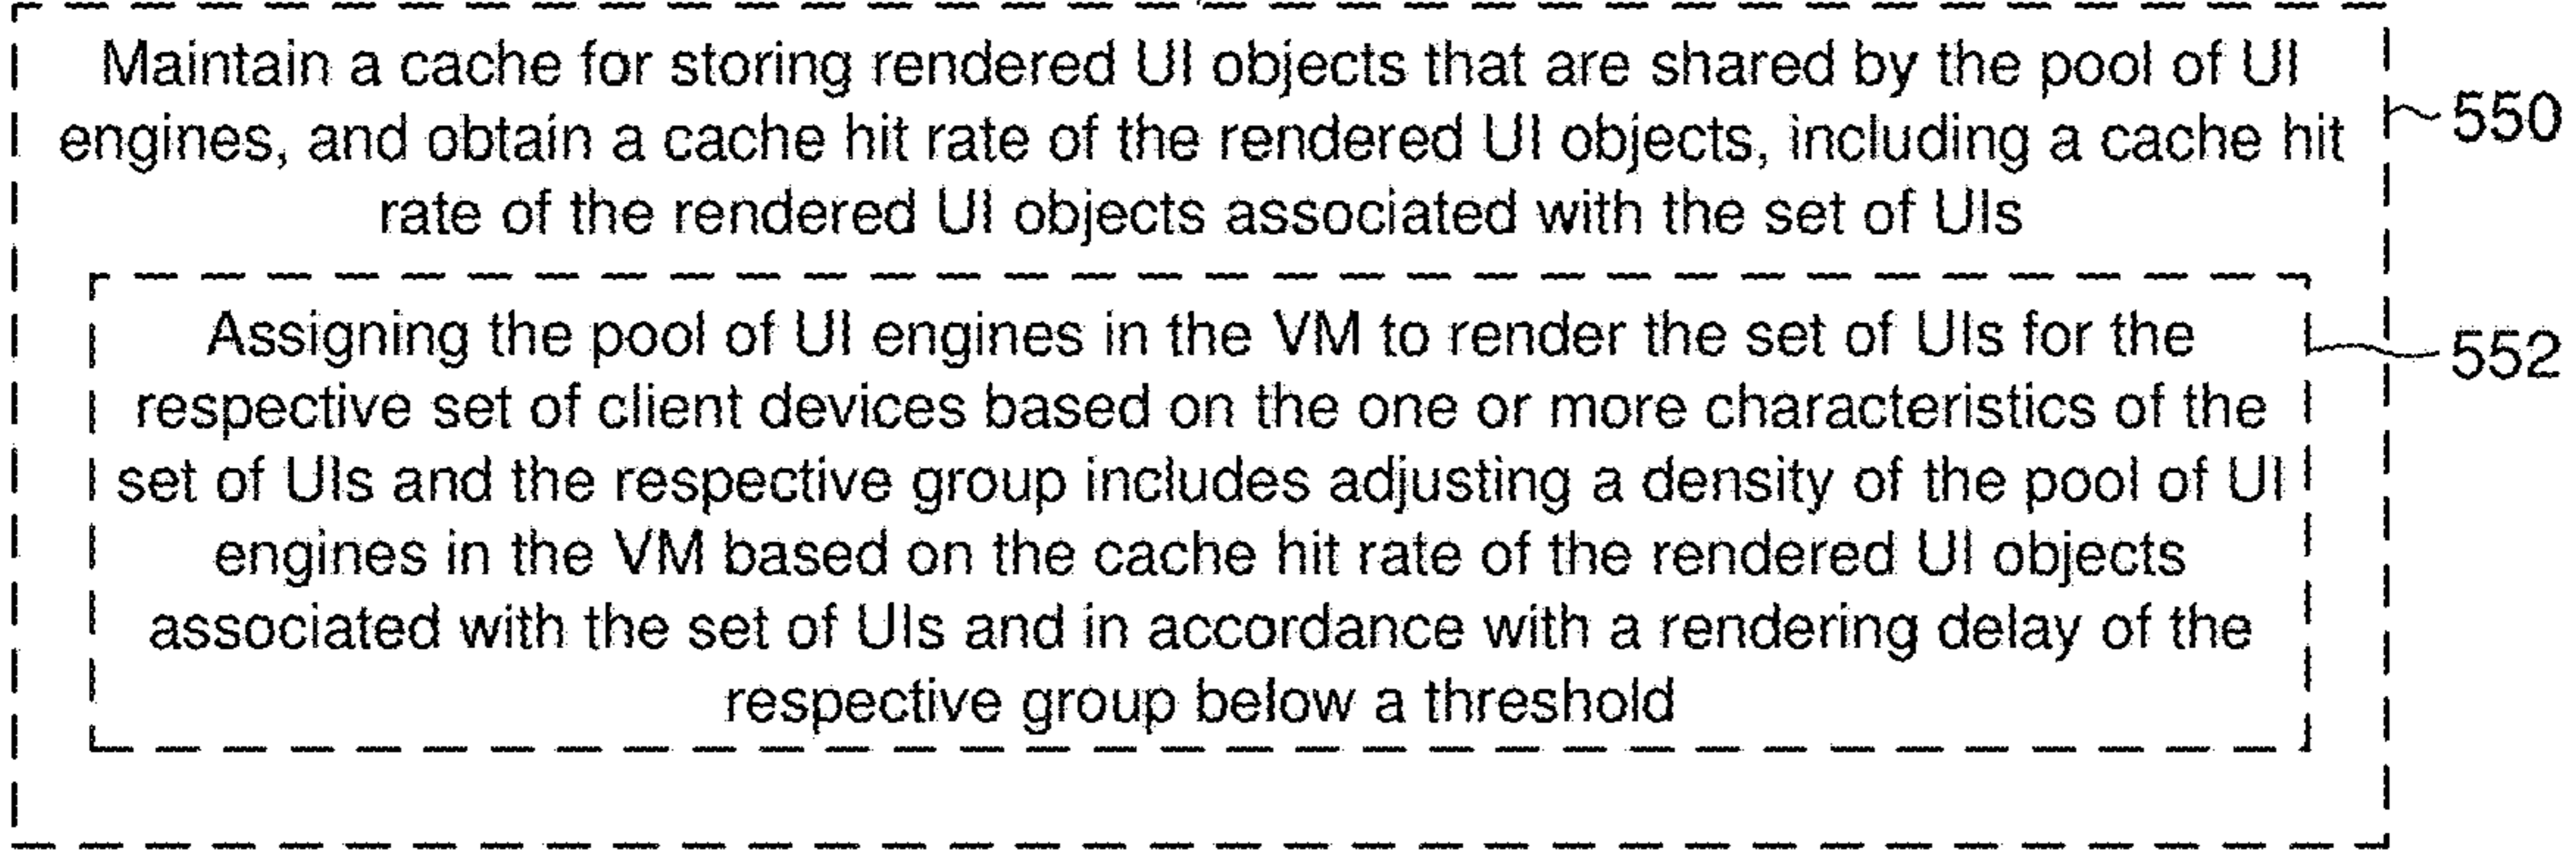 Maintain a cache for storing rendered UI objects that are shared by the pool of UI
engines, and obtain a cache hit rate of the rendered UI objects, including a cache hit
rate of the rendered UI objects associated with the set of UIs
550
Assigning the pool of UI engines in the VM to render the set of UIs for the
respective set of client devices based on the one or more characteristics of the
set of UIs and the respective group includes adjusting a density of the pool of UI
engines in the VM based on the cache hit rate of the rendered UI objects
associated with the set of UIs and in accordance with a rendering delay of the
respective group below a threshold
552